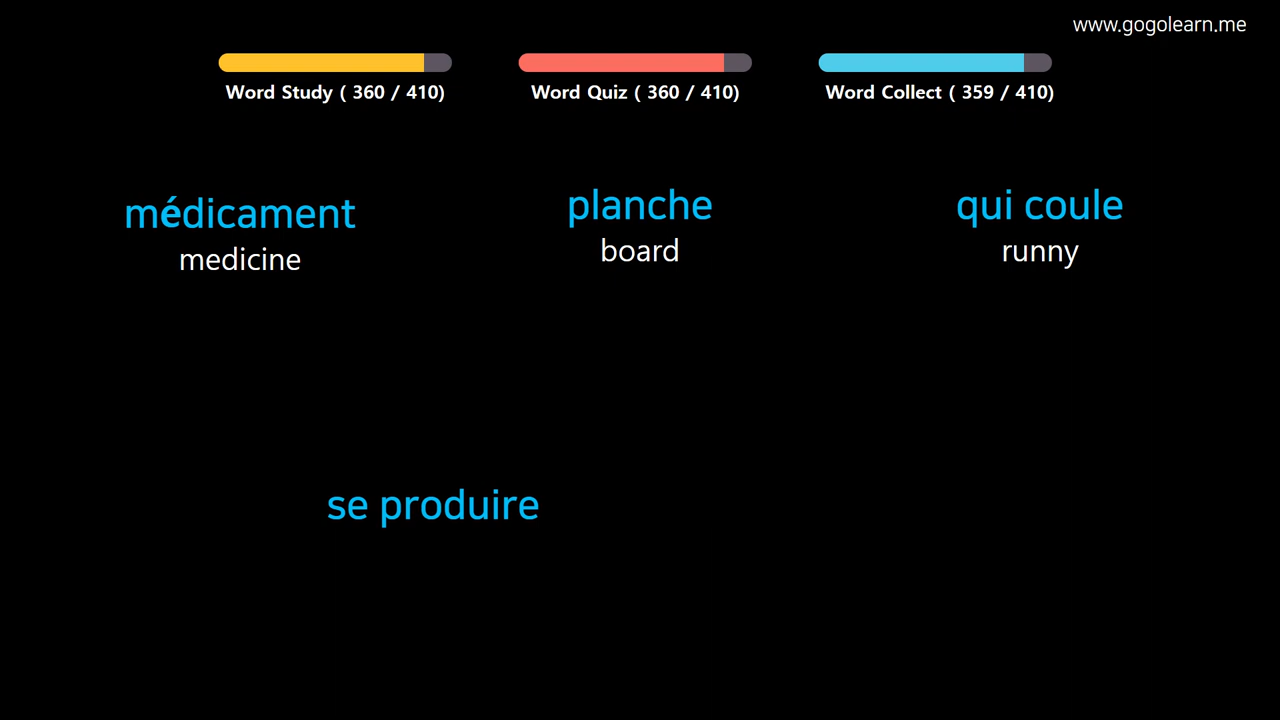 www.gogolearn.me
Word Study ( 360 / 410)
Word Quiz ( 360 / 410)
Word Collect ( 359 / 410)
médicament
medicine
planche
board
qui coule
runny
se produire